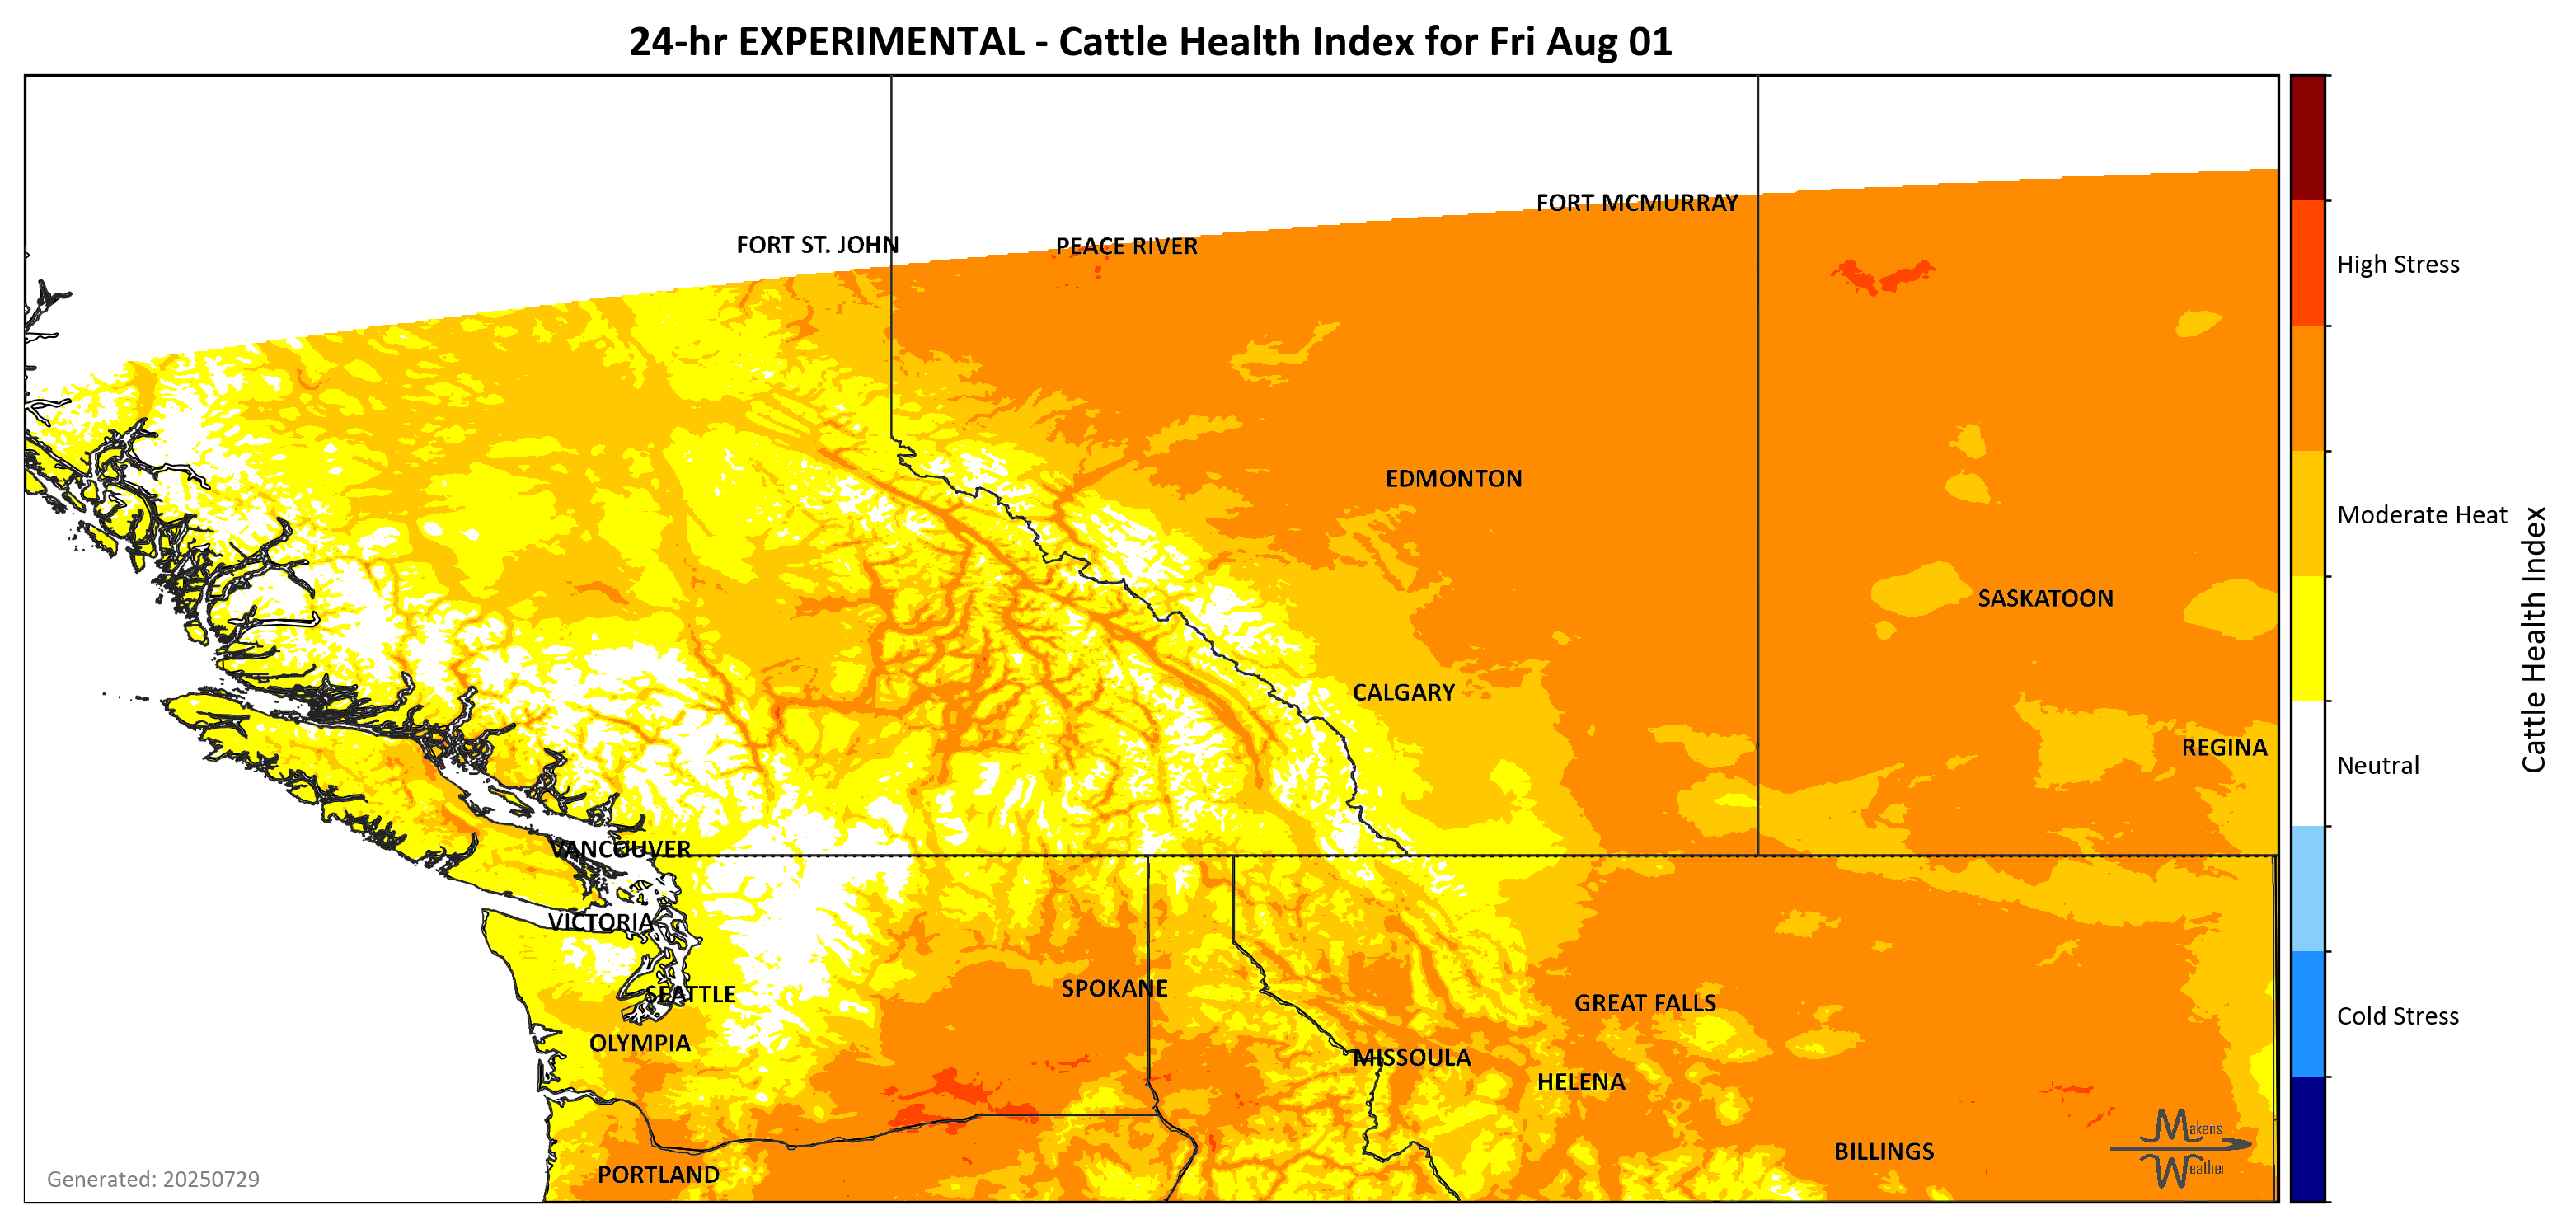 24-hr EXPERIMENTAL - Cattle Health Index for Fri Aug 01
FORT MCMURRAY
FORT ST. JOHN
PEACE RIVER
High Stress
EDMONTON
Moderate Heat
SASKATOON
CALGARY
REGINA
Neutral
Cattle Health Index
VANCOUVER
VICTORIA
SEATTLE
SPOKANE
GREAT FALLS
Cold Stress
OLYMPIA
MISSOULA
HELENA
BILLINGS
Makens
Weather
PORTLAND
Generated: 20250729